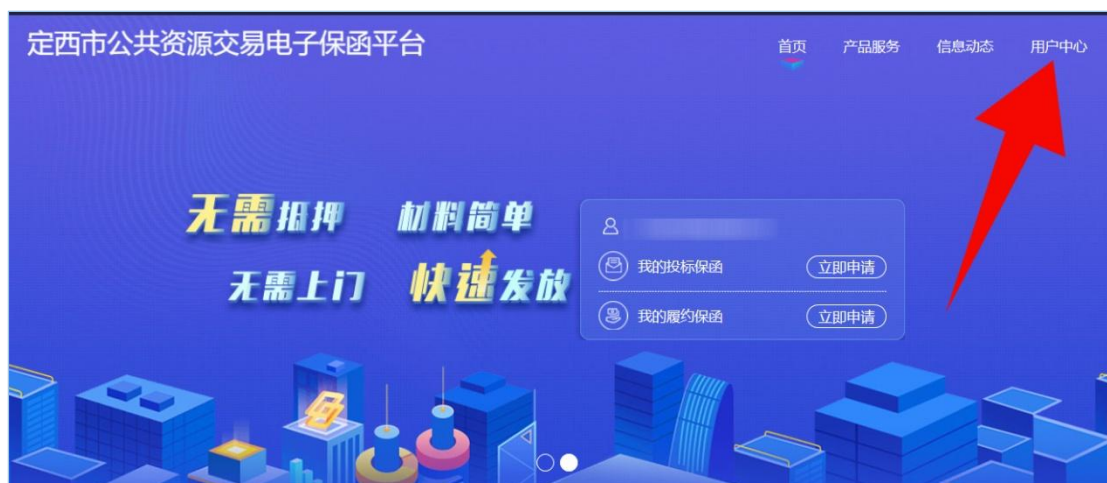 定西市公共资源交易电子保函平台
首页 产品服务 信息动态 用户中心
无需抵押 材料简单
无需上门 快速发放
我的投标保函 立即申请
我的履约保函 立即申请